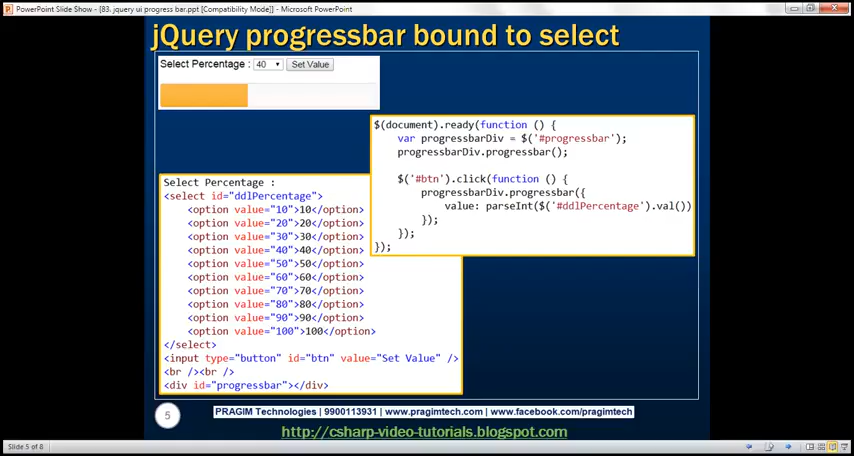 PowerPoint Slide Show - [83. jquery ui progress bar.ppt [Compatibility Mode]] - Microsoft PowerPoint
jQuery progressbar bound to select
Select Percentage : 40 Set Value
$(document).ready(function () {
var progressbarDiv = $('#progressbar');
progressbarDiv.progressbar();
$('#btn').click(function () {
progressbarDiv.progressbar({
value: parseInt($('#ddlPercentage').val())
});
});
});
Select Percentage :
<select id="ddlPercentage">
<option value="10">10</option>
<option value="20">20</option>
<option value="30">30</option>
<option value="40">40</option>
<option value="50">50</option>
<option value="60">60</option>
<option value="70">70</option>
<option value="80">80</option>
<option value="90">90</option>
<option value="100">100</option>
</select>
<input type="button" id="btn" value="Set Value" />
<br /><br />
<div id="progressbar"></div>
5
PRAGIM Technologies | 9900113931 | www.pragimtech.com | www.facebook.com/pragimtech
http://csharp-video-tutorials.blogspot.com
Slide 5 of 8